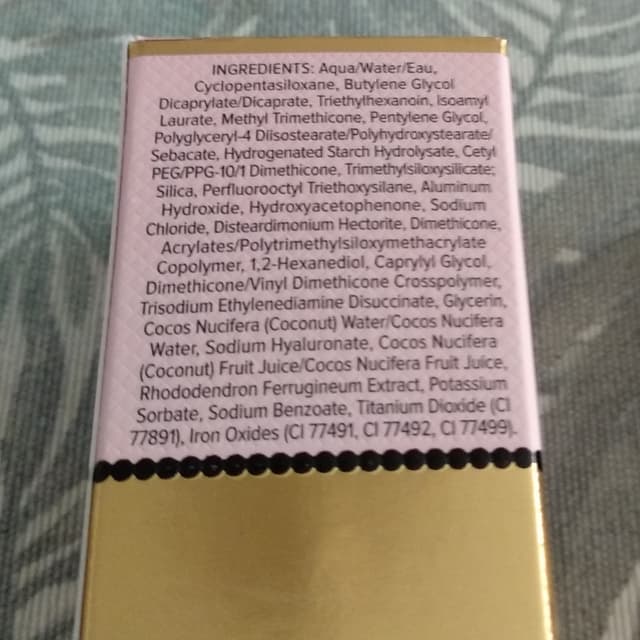 INGREDIENTS: Aqua/Water/Eau,
Cyclopentasiloxane, Butylene Glycol
Dicaprylate/Dicaprate, Triethylhexanoin, Isoamyl
Laurate, Methyl Trimethicone, Pentylene Glycol,
Polyglyceryl-4 Diisostearate/Polyhydroxystearate/
Sebacate, Hydrogenated Starch Hydrolysate, Cetyl
PEG/PPG-10/1 Dimethicone, Trimethylsiloxysilicate;
Silica, Perfluorooctyl Triethoxysilane, Aluminum
Hydroxide, Hydroxyacetophenone, Sodium
Chloride, Disteardimonium Hectorite, Dimethicone,
Acrylates/Polytrimethylsiloxymethacrylate
Copolymer, 1,2-Hexanediol, Caprylyl Glycol,
Dimethicone/Vinyl Dimethicone Crosspolymer,
Trisodium Ethylenediamine Disuccinate, Glycerin,
Cocos Nucifera (Coconut) Water/Cocos Nucifera
Water, Sodium Hyaluronate, Cocos Nucifera
(Coconut) Fruit Juice/Cocos Nucifera Fruit Juice,
Rhododendron Ferrugineum Extract, Potassium
Sorbate, Sodium Benzoate, Titanium Dioxide (CI
77891), Iron Oxides (CI 77491, CI 77492, CI 77499).